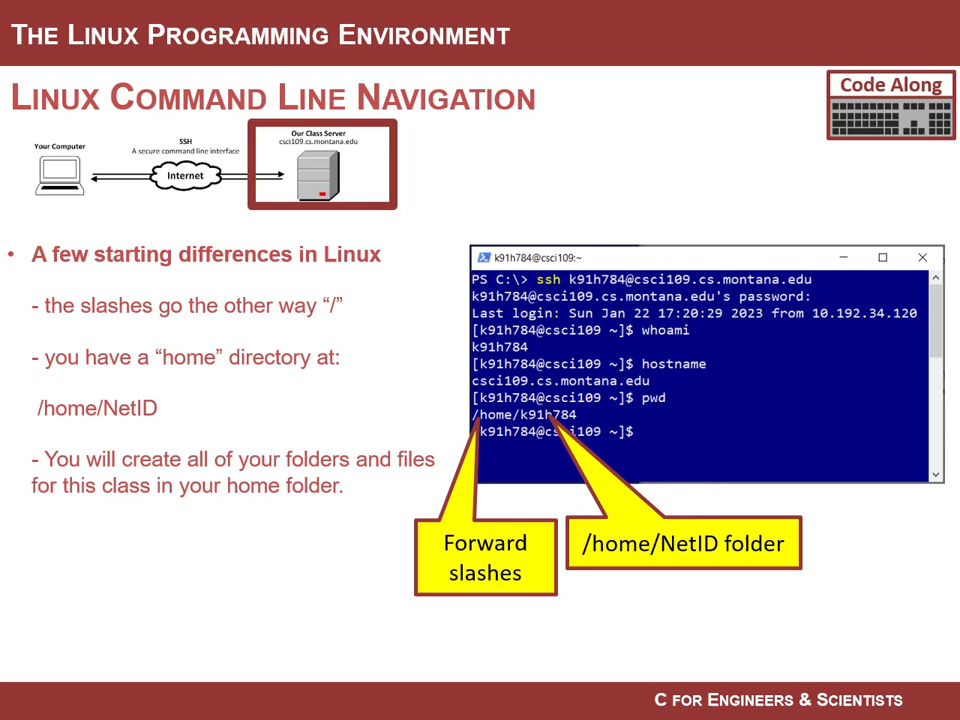 THE LINUX PROGRAMMING ENVIRONMENT
LINUX COMMAND LINE NAVIGATION
Code Along
Your Computer
SSH
A secure command line interface
Internet
Our Class Server
csci109.cs.montana.edu
• A few starting differences in Linux
- the slashes go the other way “/”
- you have a “home” directory at:
/home/NetID
- You will create all of your folders and files
for this class in your home folder.
k91h784@csci109:~
PS C:\> ssh k91h784@csci109.cs.montana.edu
k91h784@csci109.cs.montana.edu's password:
Last login: Sun Jan 22 17:20:29 2023 from 10.192.34.120
[k91h784@csci109 ~]$ whoami
k91h784
[k91h784@csci109 ~]$ hostname
csci109.cs.montana.edu
[k91h784@csci109 ~]$ pwd
/home/k91h784
k91h784@csci109 ~]$
Forward
slashes
/home/NetID folder
C FOR ENGINEERS & SCIENTISTS